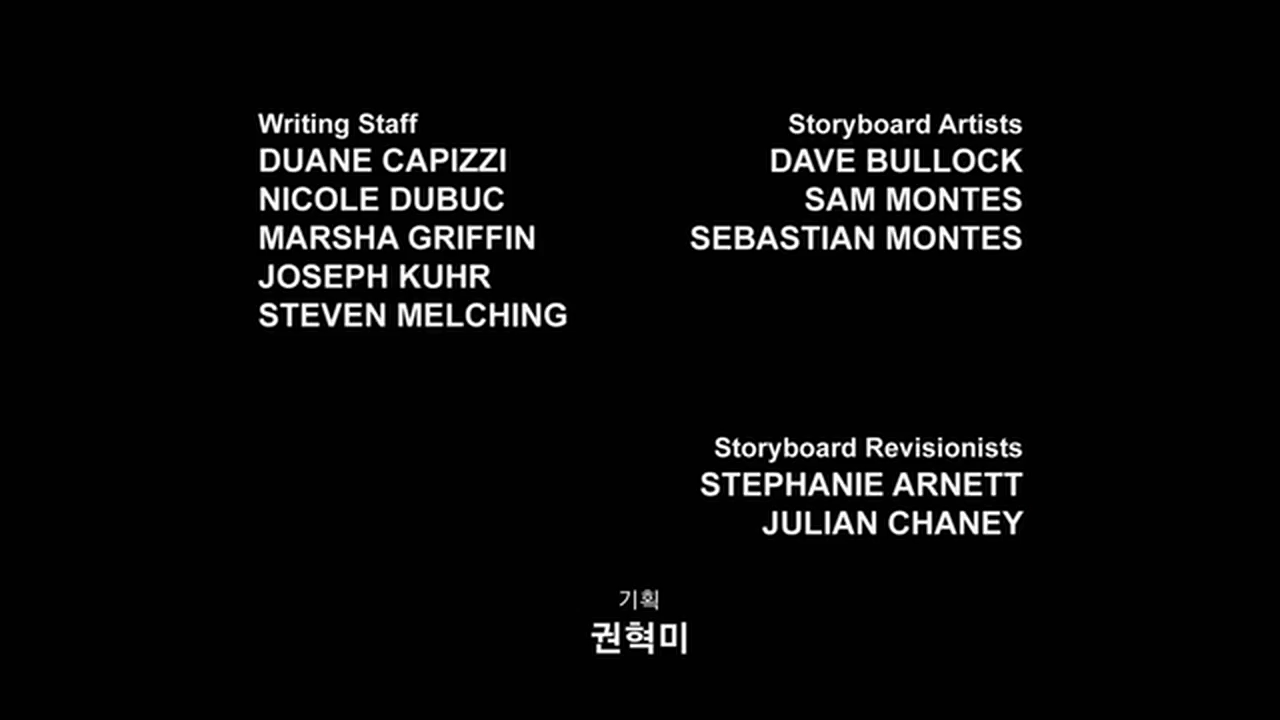 Writing Staff
DUANE CAPIZZI
NICOLE DUBUC
MARSHA GRIFFIN
JOSEPH KUHR
STEVEN MELCHING
Storyboard Artists
DAVE BULLOCK
SAM MONTES
SEBASTIAN MONTES
Storyboard Revisionists
STEPHANIE ARNETT
JULIAN CHANEY
기획
권혁미